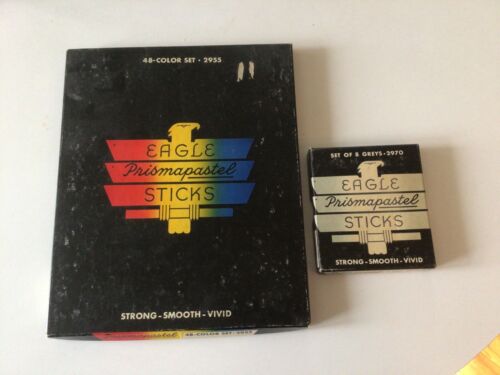 48-COLOR SET • 2955
EAGLE
Prismapastel
STICKS
STRONG-SMOOTH-VIVID
Prismapastel 48-COLOR SET•2955
SET OF 8 GREYS-2970
EAGLE
Prismapastel
STICKS
STRONG-SMOOTH-VIVID